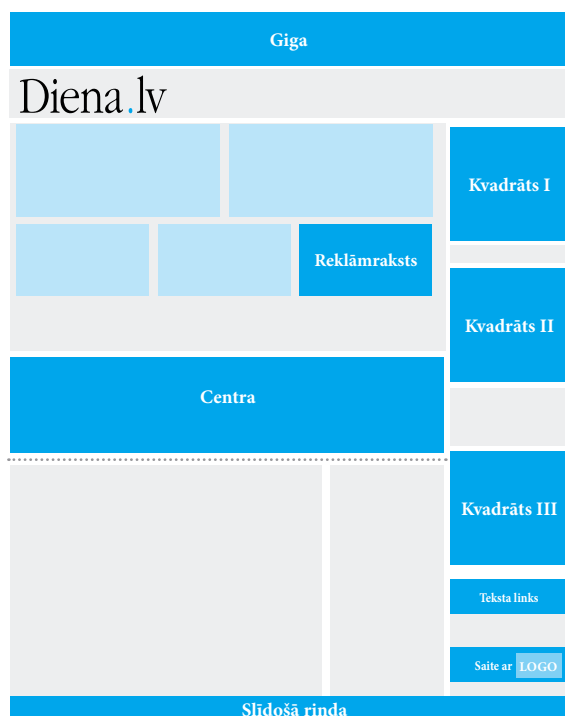 Giga
Diena.lv
Kvadrāts I
Reklāmraksts
Kvadrāts II
Centra
Kvadrāts III
Teksta links
Saite ar LOGO
Slīdošā rinda